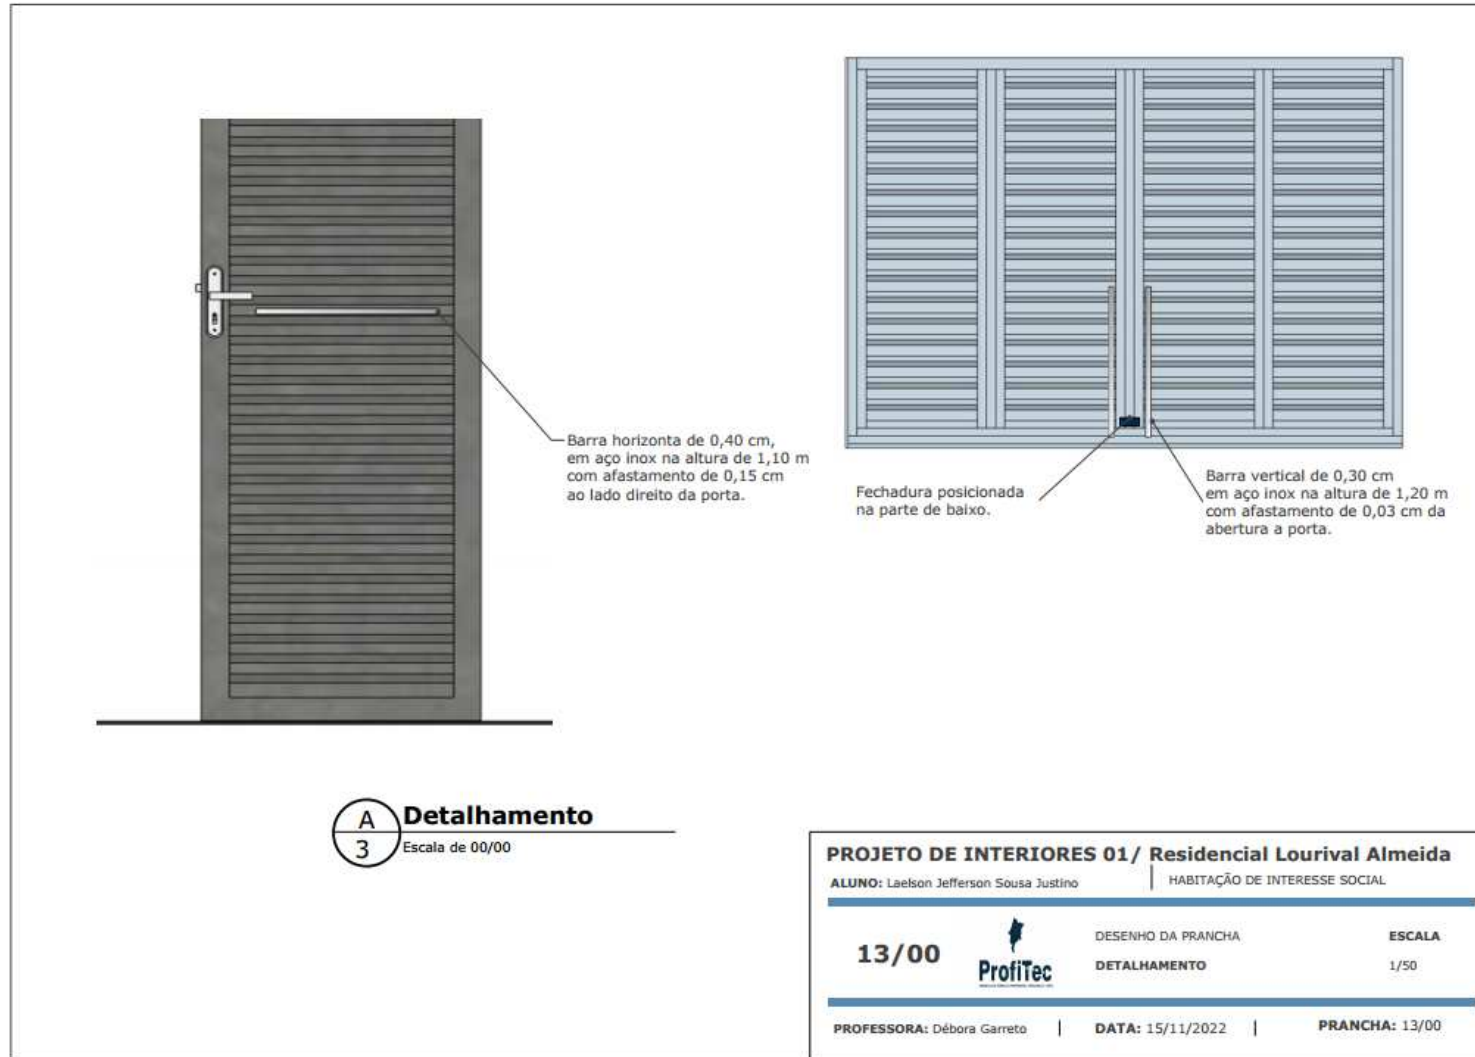 Barra horizonta de 0,40 cm,
em aço inox na altura de 1,10 m
com afastamento de 0,15 cm
ao lado direito da porta.
Fechadura posicionada
na parte de baixo.
Barra vertical de 0,30 cm
em aço inox na altura de 1,20 m
com afastamento de 0,03 cm da
abertura a porta.
A
3
Detalhamento
Escala de 00/00
PROJETO DE INTERIORES 01/ Residencial Lourival Almeida
ALUNO: Laelson Jefferson Sousa Justino
HABITAÇÃO DE INTERESSE SOCIAL
13/00
ProfiTec
DESENHO DA PRANCHA
DETALHAMENTO
ESCALA
1/50
PROFESSORA: Débora Garreto
DATA: 15/11/2022
PRANCHA: 13/00